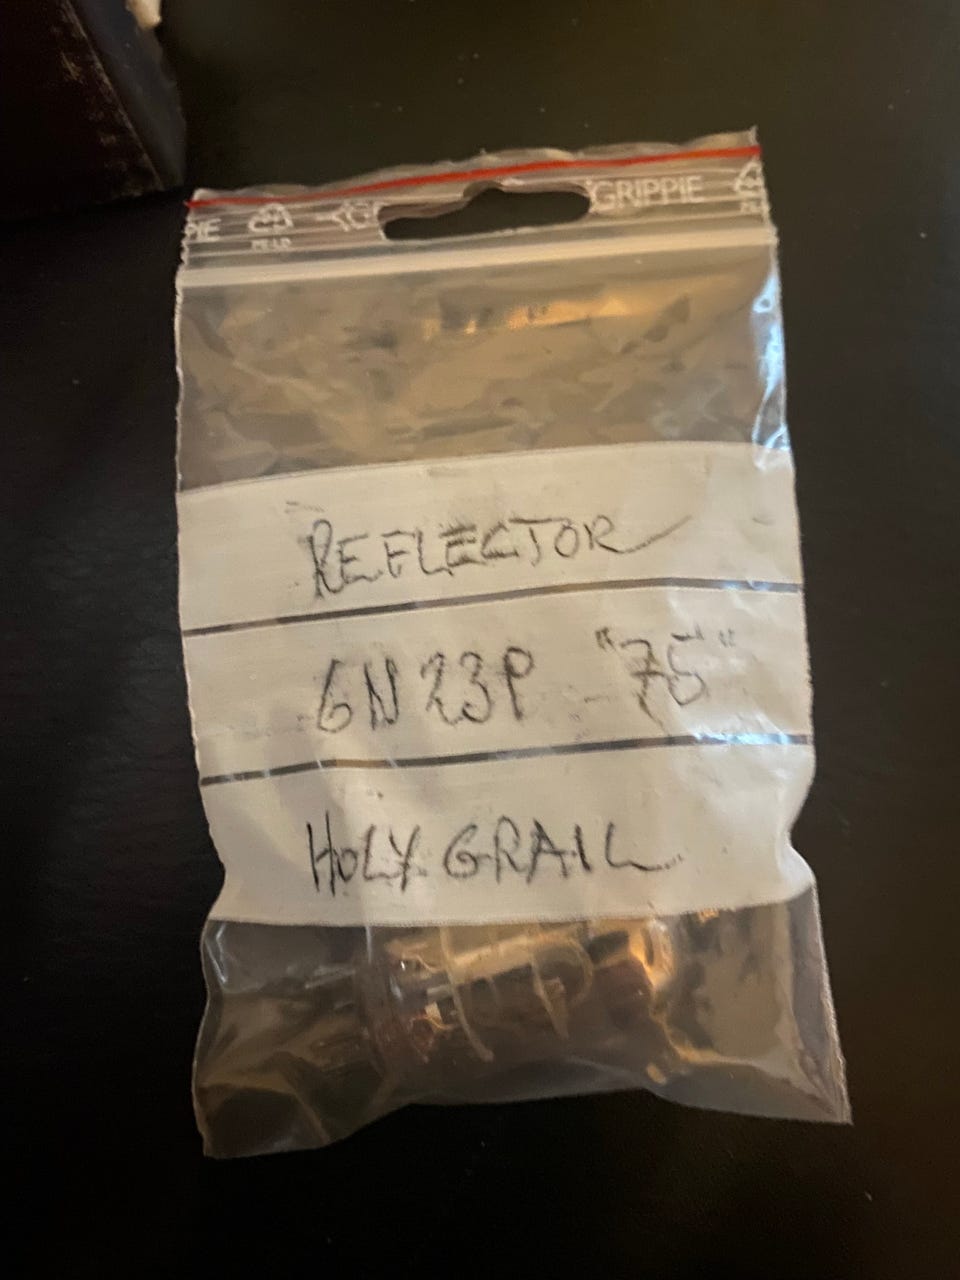 GRIPPIE
REFLECTOR
6N23P "75"
HOLY GRAIL